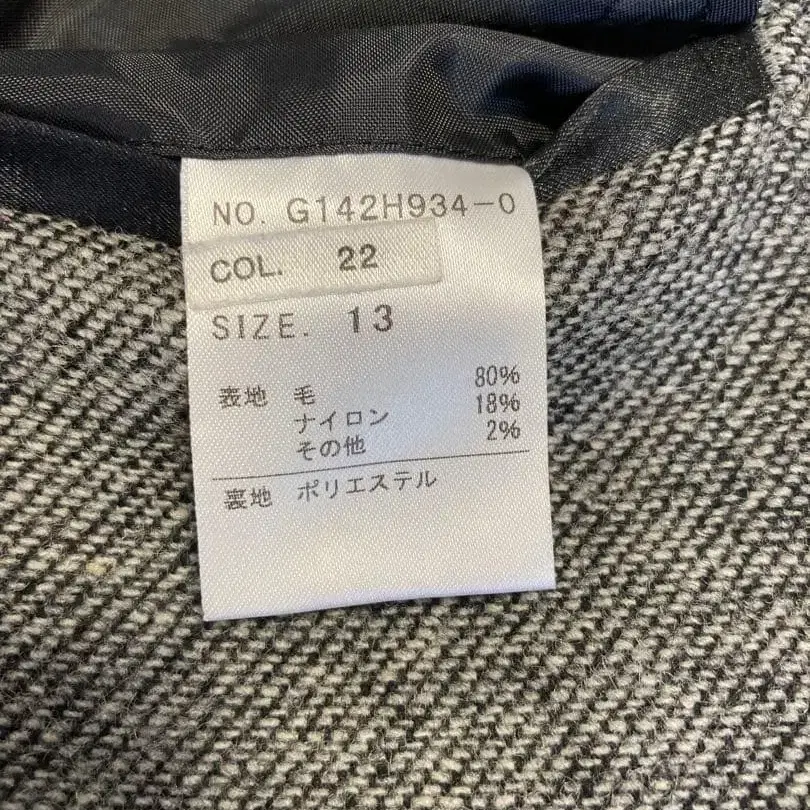 NO. G142H934-0
COL. 22
SIZE. 13
表地 毛 80%
ナイロン 18%
その他 2%
裏地 ポリエステル